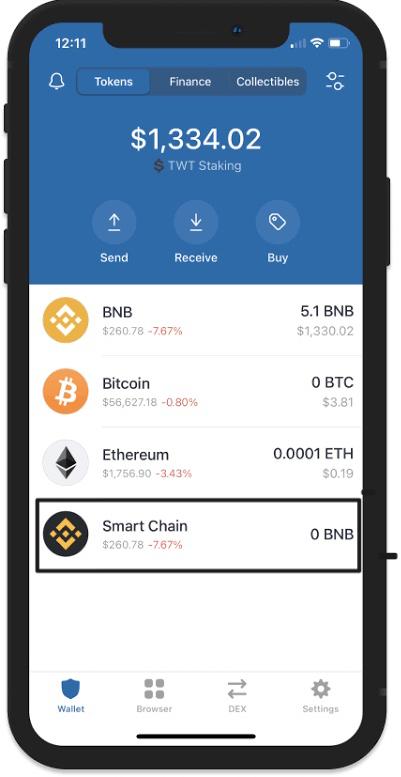 12:11
Tokens Finance Collectibles
$1,334.02
$ TWT Staking
Send Receive Buy
BNB 5.1 BNB
$260.78 -7.67% $1,330.02
Bitcoin 0 BTC
$56,627.18 -0.80% $3.81
Ethereum 0.0001 ETH
$1,756.90 -3.43% $0.19
Smart Chain 0 BNB
$260.78 -7.67%
Wallet Browser DEX Settings